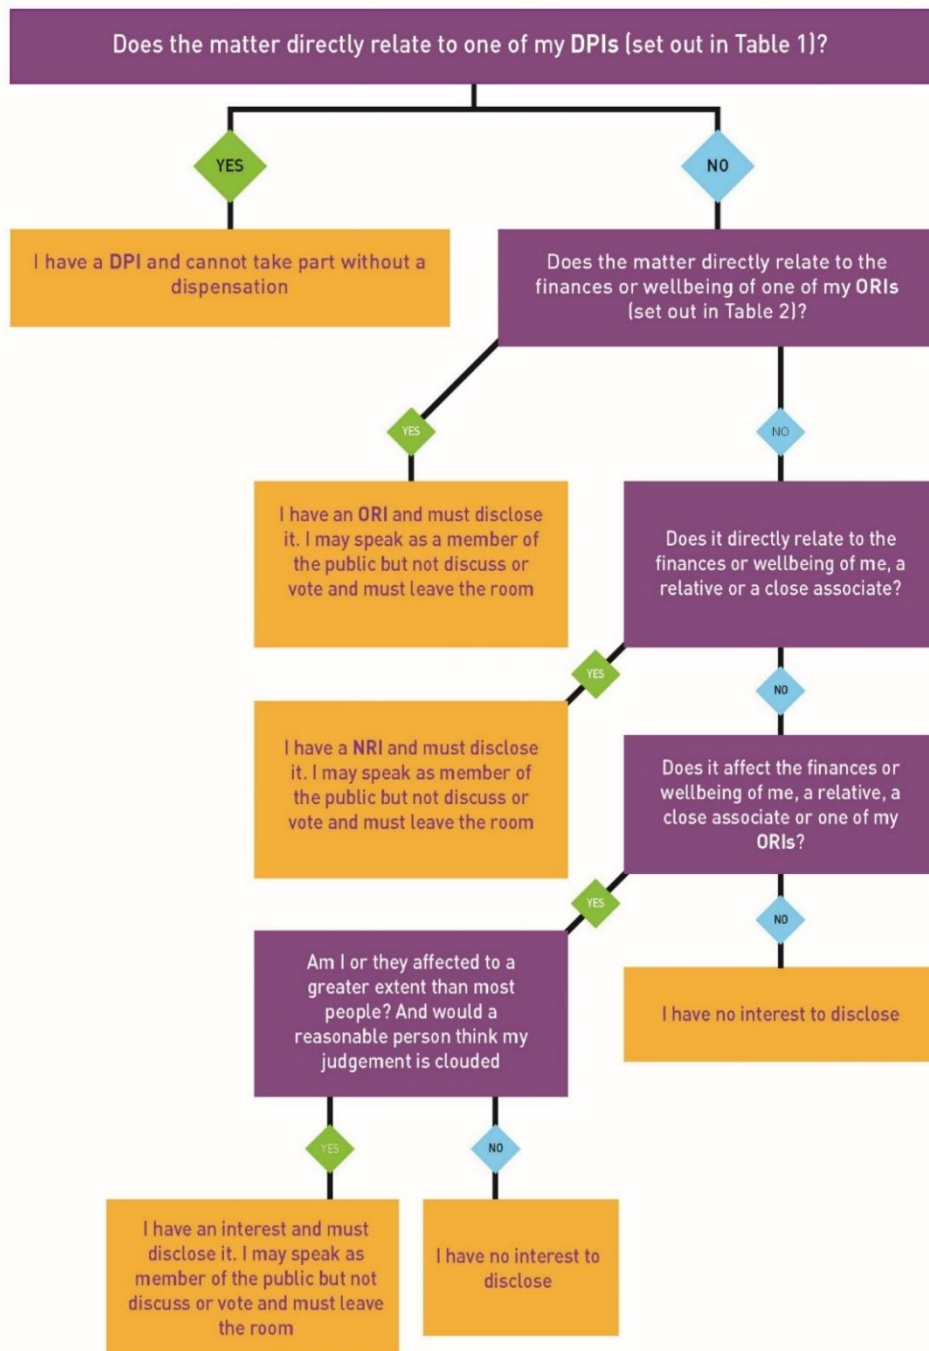 Does the matter directly relate to one of my DPIs (set out in Table 1)?
YES
NO
I have a DPI and cannot take part without a
dispensation
Does the matter directly relate to the
finances or wellbeing of one of my ORIs
(set out in Table 2)?
YES
NO
I have an ORI and must disclose
it. I may speak as a member of
the public but not discuss or
vote and must leave the room
Does it directly relate to the
finances or wellbeing of me, a
relative or a close associate?
YES
NO
I have a NRI and must disclose
it. I may speak as member of
the public but not discuss or
vote and must leave the room
Does it affect the finances or
wellbeing of me, a relative, a
close associate or one of my
ORIs?
YES
NO
Am I or they affected to a
greater extent than most
people? And would a
reasonable person think my
judgement is clouded
I have no interest to disclose
YES
NO
I have an interest and must
disclose it. I may speak as
member of the public but not
discuss or vote and must leave
the room
I have no interest to
disclose